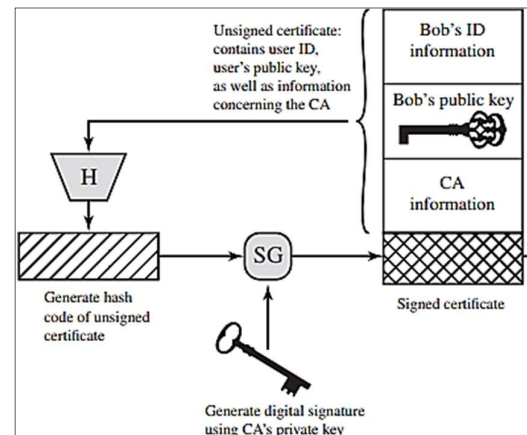 Unsigned certificate:
contains user ID,
user's public key,
as well as information
concerning the CA
Bob's ID
information
Bob's public key
CA
information
H
SG
Generate hash
code of unsigned
certificate
Signed certificate
Generate digital signature
using CA's private key